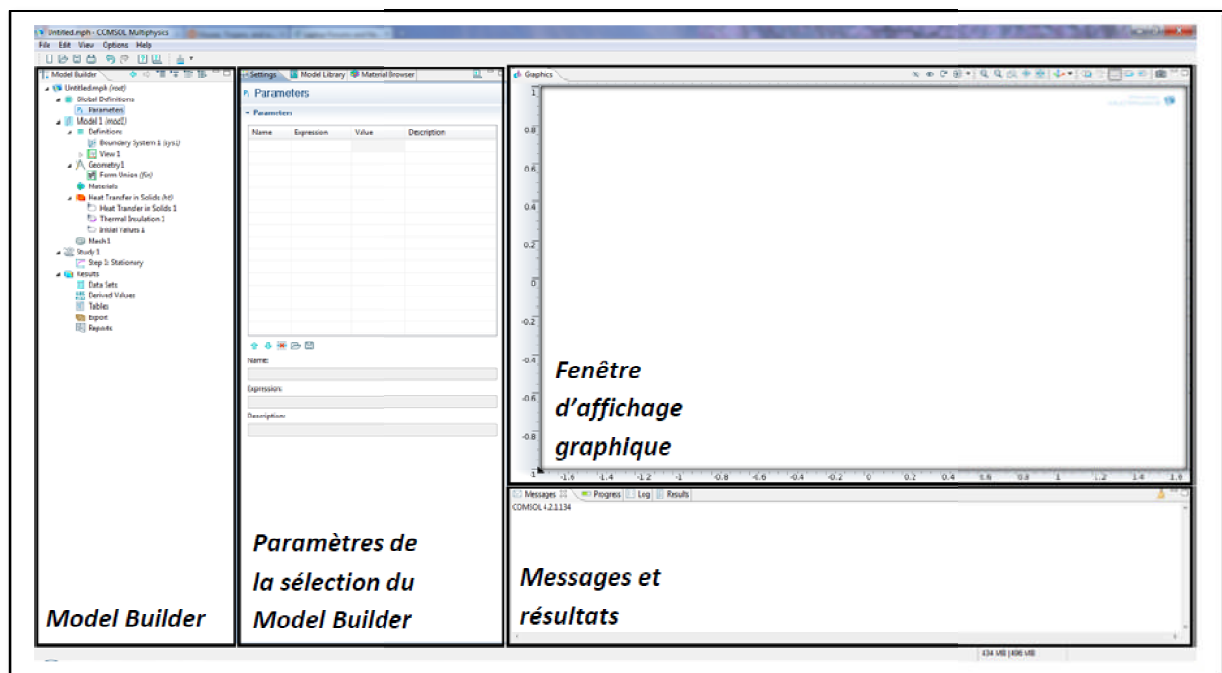 Untitled.mph - COMSOL Multiphysics
File Edit View Options Help
Model Builder
Untitled.mph (root)
Global Definitions
Parameters
Model 1 (mod1)
Definitions
Boundary System 1 (sys1)
View 1
Geometry 1
Form Union (fin)
Materials
Heat Transfer in Solids (ht)
Heat Transfer in Solids 1
Thermal Insulation 1
Initial Values 1
Mesh 1
Study 1
Step 1: Stationary
Results
Data Sets
Derived Values
Tables
Export
Reports
Model Builder
Settings Model Library Material Browser
Parameters
Parameters
Name Expression Value Description
Name:
Expression:
Description:
Paramètres de
la sélection du
Model Builder
Graphics
1
0.8
0.6
0.4
0.2
0
-0.2
-0.4
-0.6
-0.8
-1
-1.6 -1.4 -1.2 -1 -0.8 -0.6 -0.4 -0.2 0 0.2 0.4 0.6 0.8 1 1.2 1.4 1.6
Fenêtre
d'affichage
graphique
Messages Progress Log Results
COMSOL 4.2.1.134
Messages et
résultats
434 MB | 496 MB